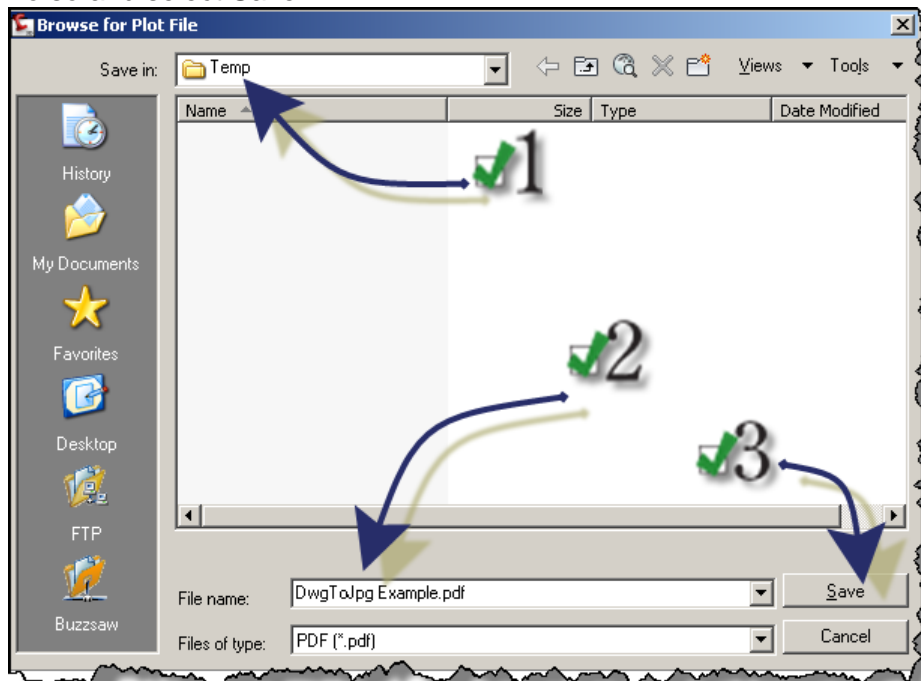 Browse for Plot File
Save in: Temp Views Tools
Name Size Type Date Modified
1
History
My Documents
2
Favorites
3
Desktop
FTP
File name: DwgToJpg Example.pdf Save
Buzzsaw
Files of type: PDF (*.pdf) Cancel